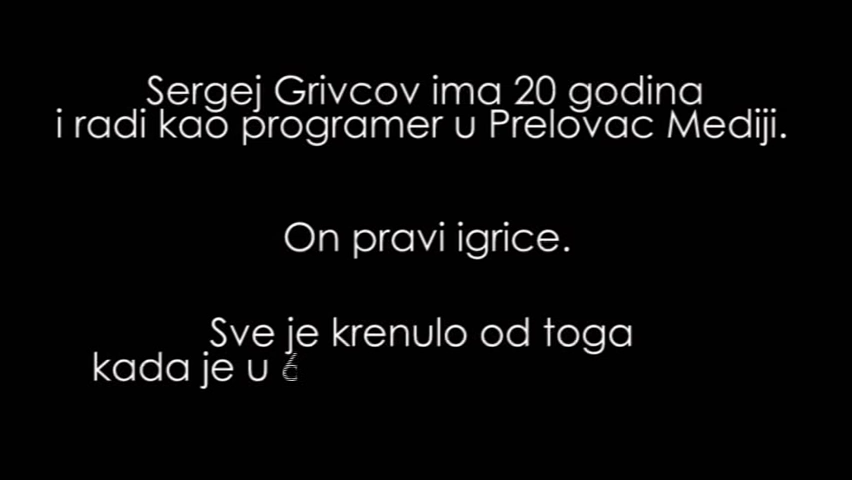 Sergej Grivcov ima 20 godina
i radi kao programer u Prelovac Mediji.
On pravi igrice.
Sve je krenulo od toga
kada je u